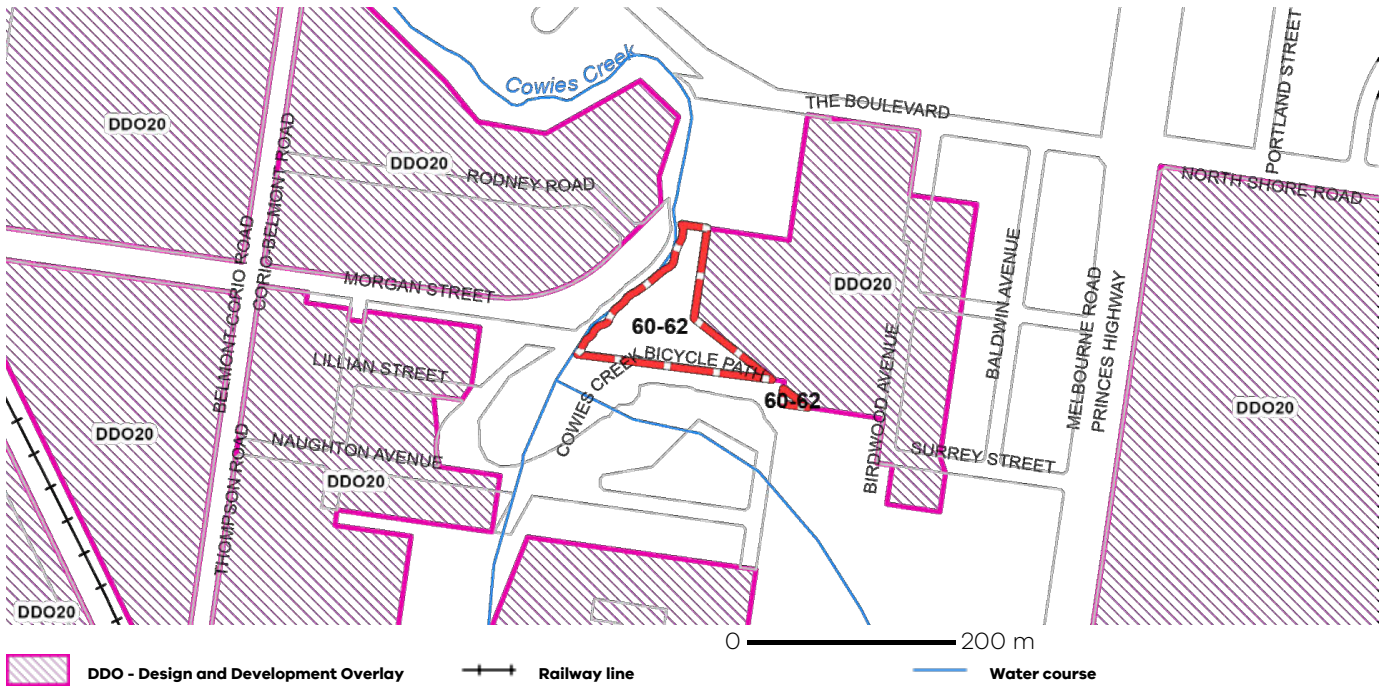 Cowies Creek
THE BOULEVARD
PORTLAND STREET
DDO20
DDO20
RODNEY ROAD
NORTH SHORE ROAD
BELMONT-CORIO ROAD
CORIO-BELMONT ROAD
MORGAN STREET
DDO20
BALDWIN AVENUE
MELBOURNE ROAD
PRINCES HIGHWAY
60-62
BICYCLE PATH
LILLIAN STREET
COWIES CREEK
60-62
BIRDWOOD AVENUE
DDO20
DDO20
THOMPSON ROAD
NAUGHTON AVENUE
SURREY STREET
DDO20
DDO20
0 200 m
DDO - Design and Development Overlay
Railway line
Water course